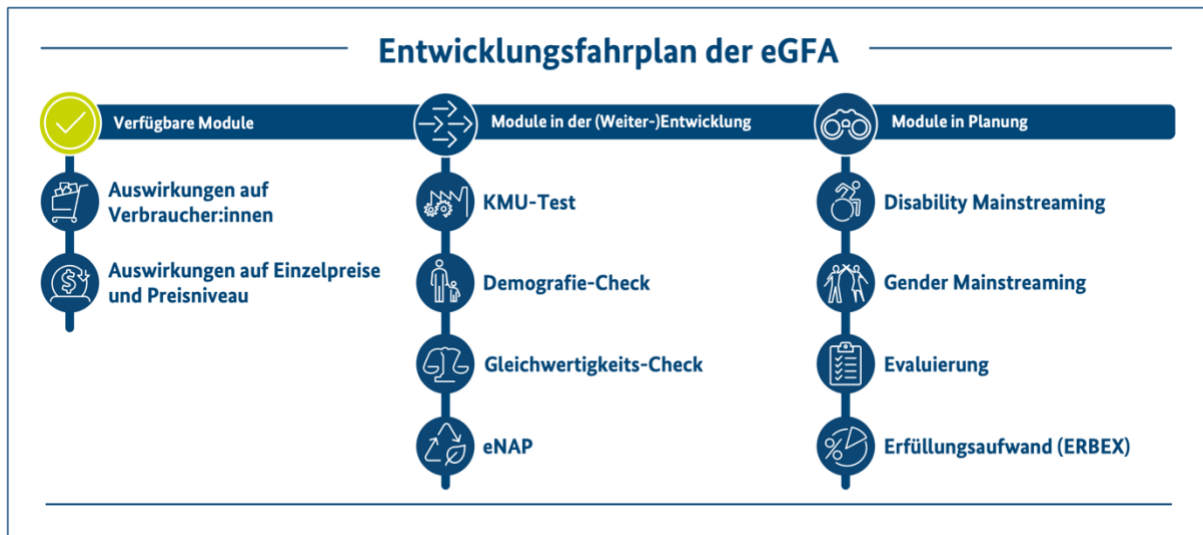 Entwicklungsfahrplan der eGFA
Verfügbare Module
Auswirkungen auf
Verbraucher:innen
Auswirkungen auf Einzelpreise
und Preisniveau
Module in der (Weiter-)Entwicklung
KMU-Test
Demografie-Check
Gleichwertigkeits-Check
eNAP
Module in Planung
Disability Mainstreaming
Gender Mainstreaming
Evaluierung
Erfüllungsaufwand (ERBEX)